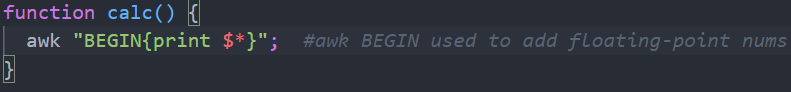 function calc() {
awk "BEGIN{print $*}"; #awk BEGIN used to add floating-point nums
}